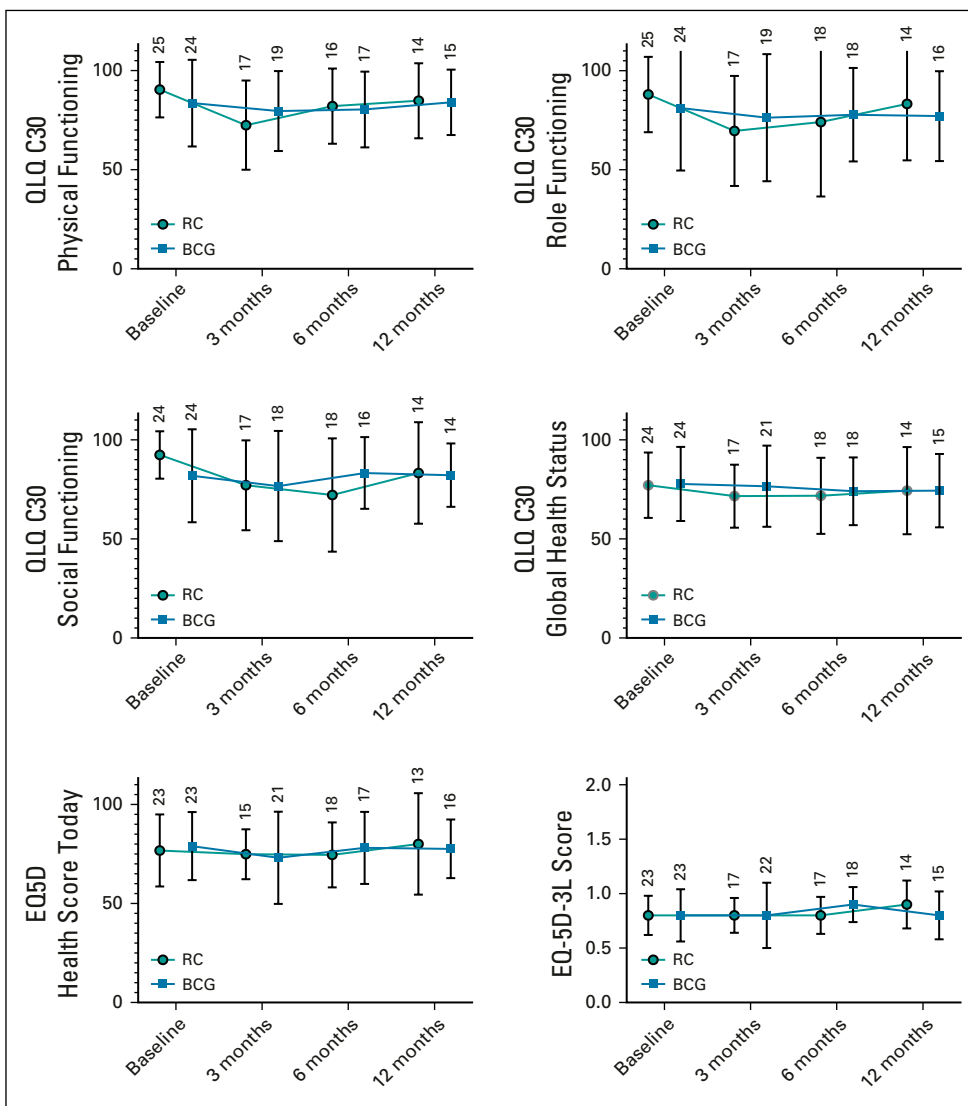 25 24 17 19 16 17 14 15
100
50
0
QLQ C30
Physical Functioning
RC
BCG
Baseline
3 months
6 months
12 months
25 24 17 19 18 18 14 16
100
50
0
QLQ C30
Role Functioning
RC
BCG
Baseline
3 months
6 months
12 months
24 24 17 18 18 16 14 14
100
50
0
QLQ C30
Social Functioning
RC
BCG
Baseline
3 months
6 months
12 months
24 24 17 21 18 18 14 15
100
50
0
QLQ C30
Global Health Status
RC
BCG
Baseline
3 months
6 months
12 months
23 23 15 21 18 17 13 16
100
50
0
EQ5D
Health Score Today
RC
BCG
Baseline
3 months
6 months
12 months
23 23 17 22 17 18 14 15
2.0
1.5
1.0
0.5
0.0
EQ-5D-3L Score
RC
BCG
Baseline
3 months
6 months
12 months